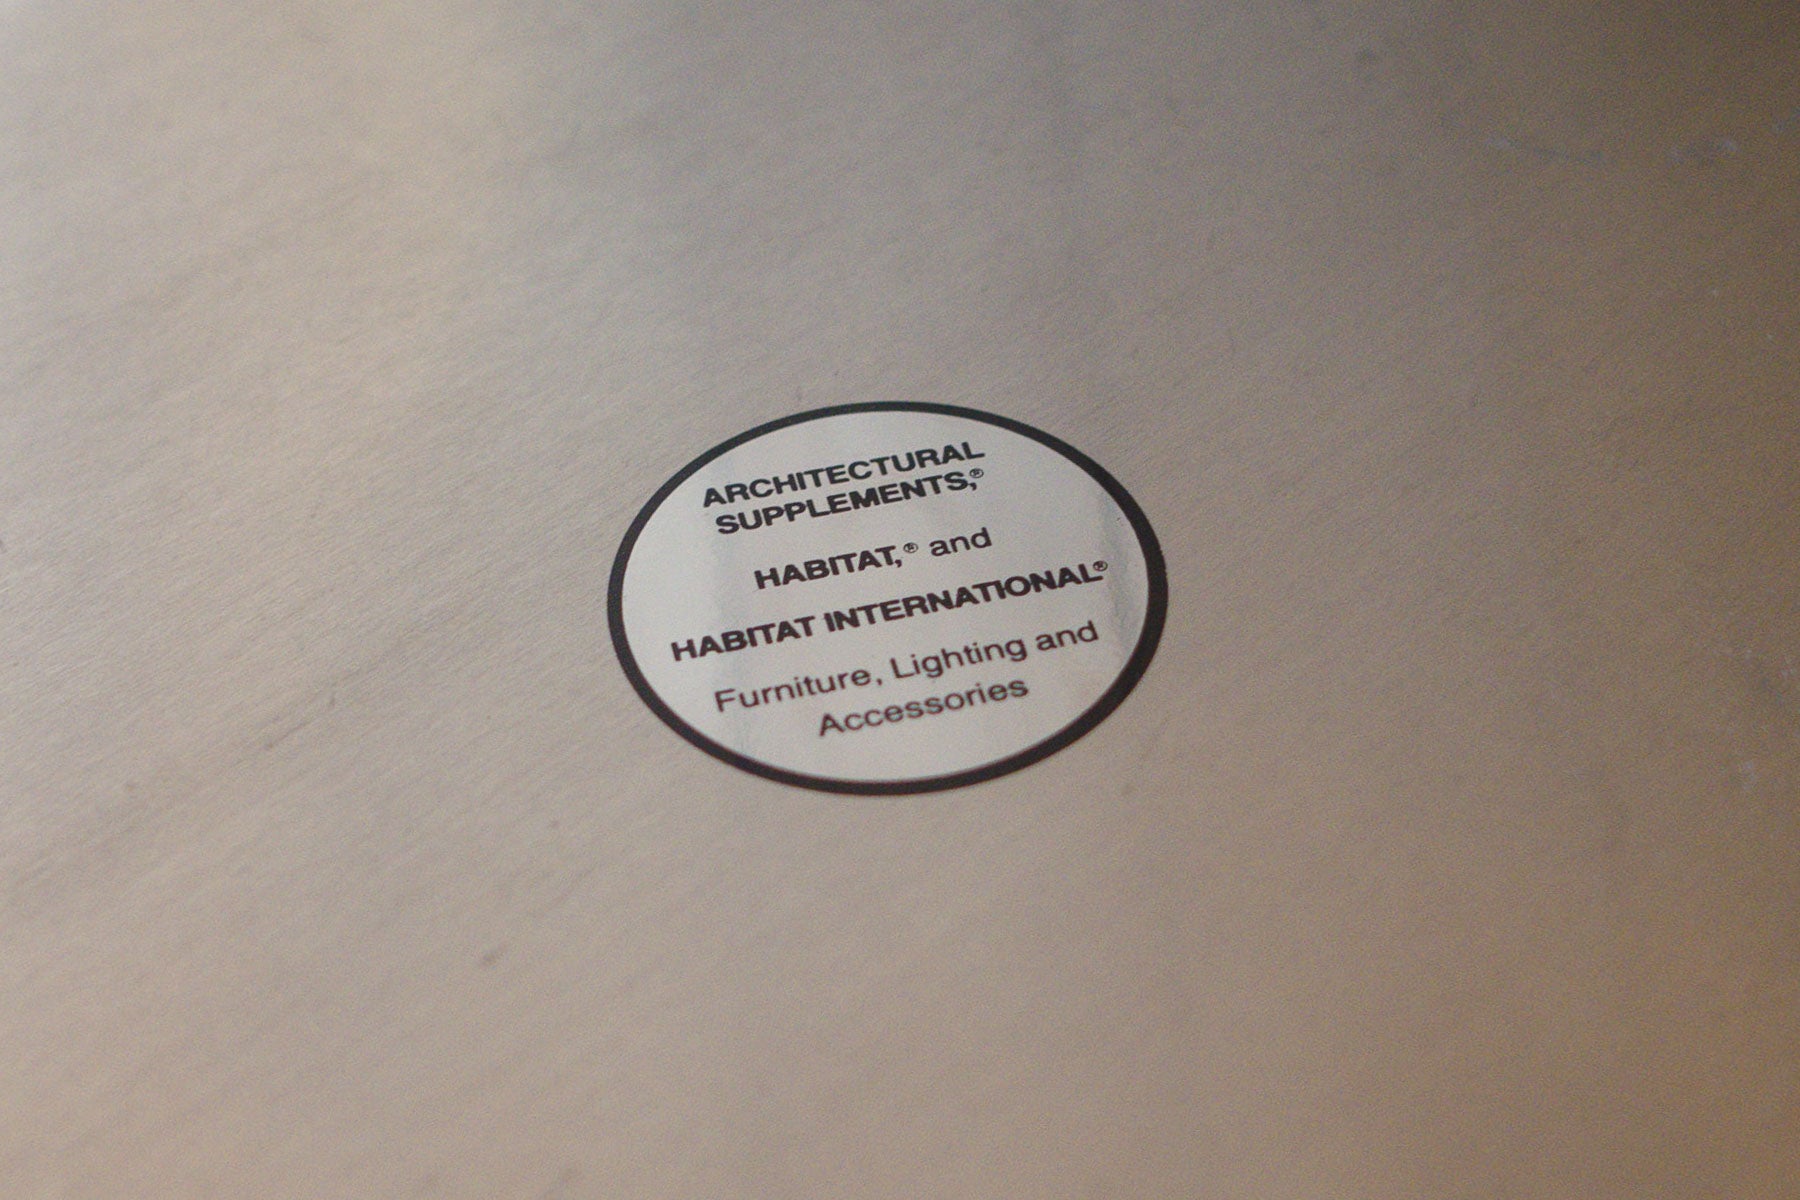 ARCHITECTURAL
SUPPLEMENTS,®
HABITAT,® and
HABITAT INTERNATIONAL®
Furniture, Lighting and
Accessories